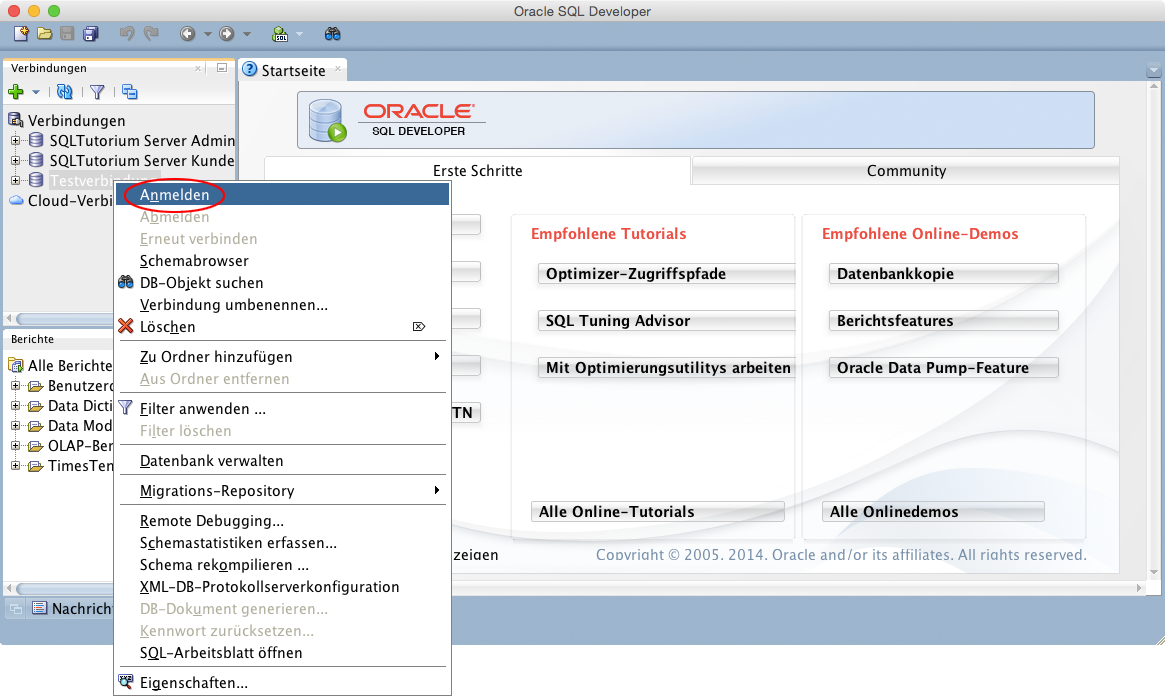 Oracle SQL Developer
Verbindungen
Startseite
Verbindungen
SQLTutorium Server Admin
SQLTutorium Server Kunde
Testverbindung
Cloud-Verbi
ORACLE
SQL DEVELOPER
Erste Schritte
Community
Anmelden
Abmelden
Erneut verbinden
Schemabrowser
DB-Objekt suchen
Verbindung umbenennen...
Löschen
Zu Ordner hinzufügen
Aus Ordner entfernen
Filter anwenden ...
Filter löschen
Datenbank verwalten
Migrations-Repository
Remote Debugging...
Schemastatistiken erfassen...
Schema rekompilieren ...
XML-DB-Protokollserverkonfiguration
DB-Dokument generieren...
Kennwort zurücksetzen...
SQL-Arbeitsblatt öffnen
Eigenschaften...
Empfohlene Tutorials
Optimizer-Zugriffspfade
SQL Tuning Advisor
Mit Optimierungsutilitys arbeiten
Alle Online-Tutorials
Empfohlene Online-Demos
Datenbankkopie
Berichtsfeatures
Oracle Data Pump-Feature
Alle Onlinedemos
TN
zeigen
Copyright © 2005, 2014, Oracle and/or its affiliates. All rights reserved.
Berichte
Alle Berichte
Benutzerd
Data Dicti
Data Mod
OLAP-Ber
TimesTen
Nachricht